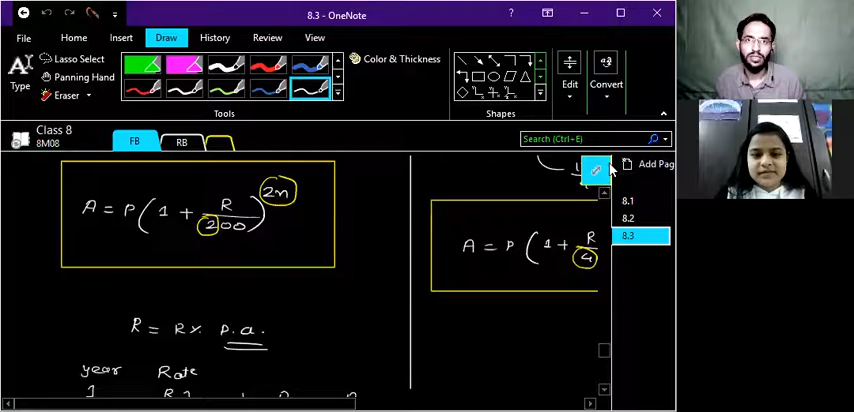 8.3 - OneNote
File
Home
Insert
Draw
History
Review
View
Help
Type
Lasso Select
Panning Hand
Eraser
Color & Thickness
Edit
Convert
Tools
Shapes
Class 8
8M08
FB
RB
Search (Ctrl+E)
Add Pag
8.1
8.2
8.3
A = P ( 1 + R/200 )^2n
A = P ( 1 + R/4
R = R% p.a.
year Rate
1